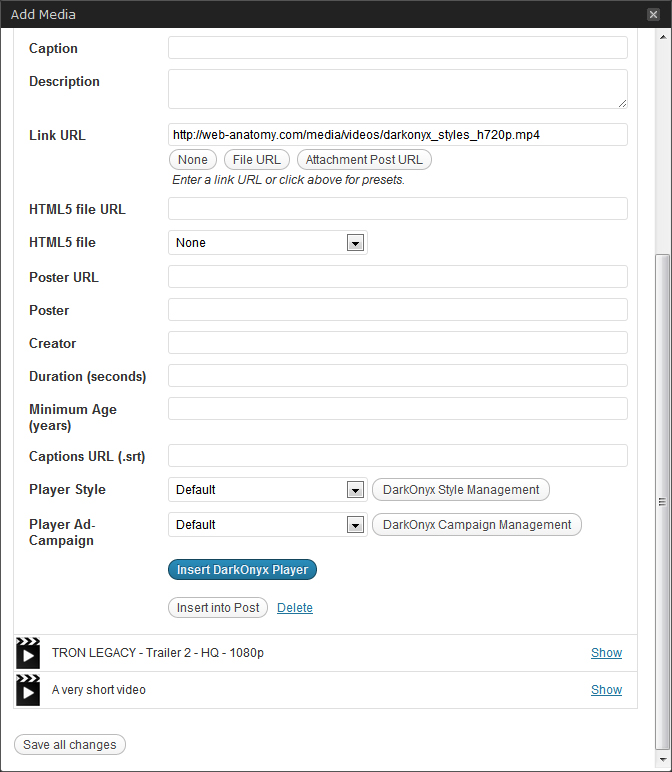 Add Media
Caption
Description
Link URL
http://web-anatomy.com/media/videos/darkonyx_styles_h720p.mp4
None File URL Attachment Post URL
Enter a link URL or click above for presets.
HTML5 file URL
HTML5 file None
Poster URL
Poster
Creator
Duration (seconds)
Minimum Age
(years)
Captions URL (.srt)
Player Style Default DarkOnyx Style Management
Player Ad-
Campaign
Default DarkOnyx Campaign Management
Insert DarkOnyx Player
Insert into Post Delete
TRON LEGACY - Trailer 2 - HQ - 1080p Show
A very short video Show
Save all changes